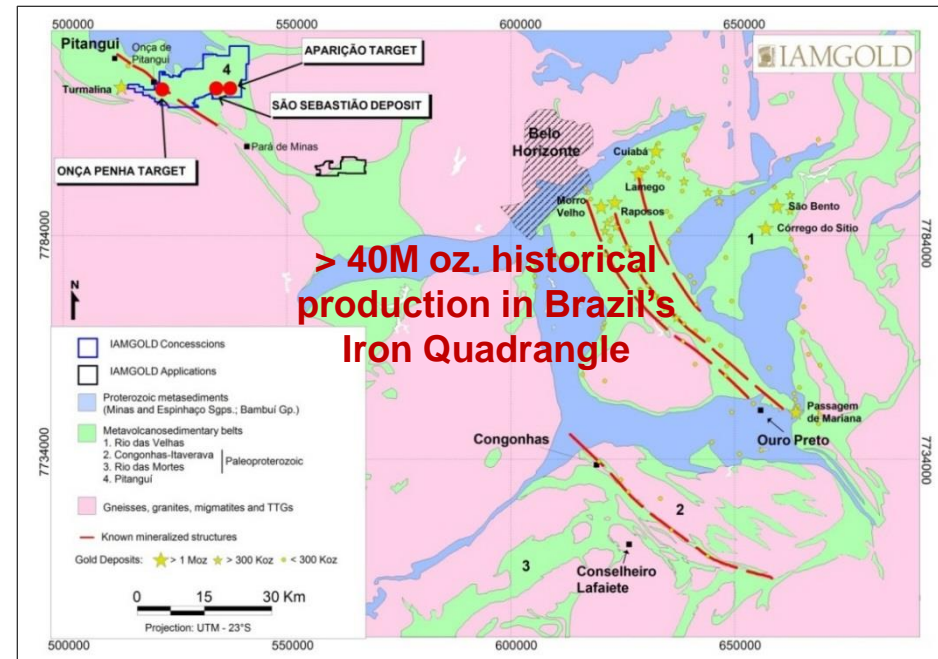 500000 550000 600000 650000
Pitangui
Onça de
Pitangui
4
APARIÇÃO TARGET
IAMGOLD
Turmalina
SÃO SEBASTIÃO DEPOSIT
Pará de Minas
ONÇA PENHA TARGET
Belo
Horizonte
Cuiabá
Lamego
Morro
Velho
Raposos
São Bento
Córrego do Sítio
1
7784000
7784000
> 40M oz. historical
production in Brazil's
Iron Quadrangle
N
IAMGOLD Concesscions
IAMGOLD Applications
Proterozoic metasediments
(Minas and Espinhaço Sgps.; Bambuí Gp.)
Metavolcanosedimentary belts
1. Rio das Velhas
2. Congonhas-Itaverava
3. Rio das Mortes
4. Pitanguí
Paleoproterozoic
Gneisses, granites, migmatites and TTGs
Known mineralized structures
Gold Deposits: > 1 Moz > 300 Koz < 300 Koz
0 15 30 Km
Projection: UTM - 23°S
Passagem
de Mariana
Ouro Preto
Congonhas
7734000
7734000
2
3
Conselheiro
Lafaiete
500000 550000 600000 650000